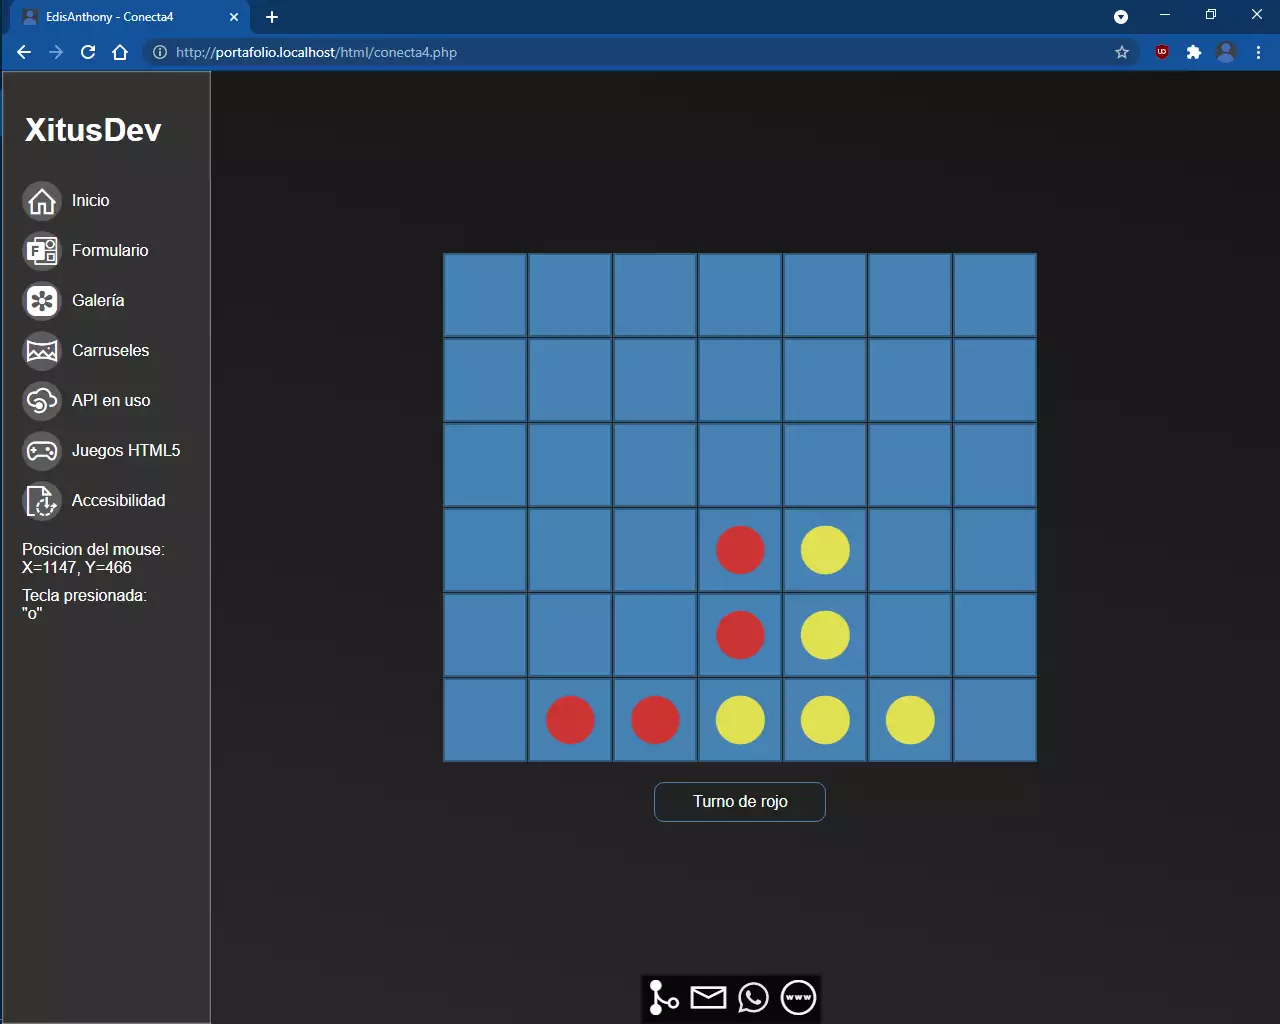 EdisAnthony - Conecta4
http://portafolio.localhost/html/conecta4.php
XitusDev
Inicio
F
Formulario
Galería
Carruseles
API en uso
Juegos HTML5
Accesibilidad
Posicion del mouse:
X=1147, Y=466
Tecla presionada:
"o"
Turno de rojo
www